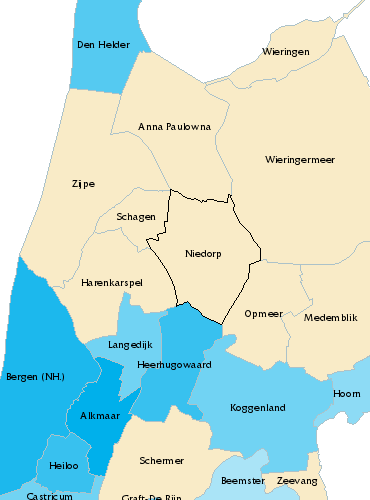 Den Helder
Wieringen
Anna Paulowna
Wieringermeer
Zijpe
Schagen
Niedorp
Harenkarspel
Opmeer
Medemblik
Langedijk
Heerhugowaard
Bergen (NH.)
Hoorn
Koggenland
Alkmaar
Schermer
Heiloo
Beemster
Zeevang
Castricum
Graft-De Rijp